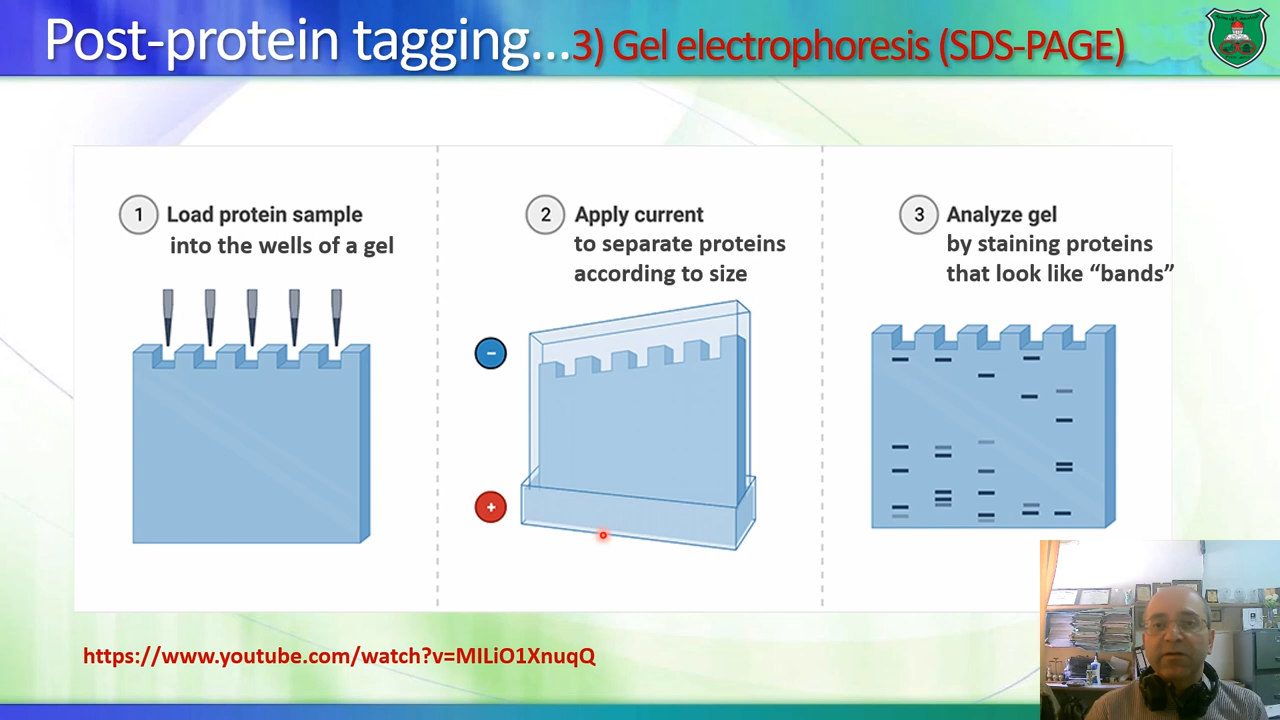 Post-protein tagging...3) Gel electrophoresis (SDS-PAGE)
1 Load protein sample
into the wells of a gel
2 Apply current
to separate proteins
according to size
3 Analyze gel
by staining proteins
that look like “bands”
−
+
https://www.youtube.com/watch?v=MILiO1XnuqQ